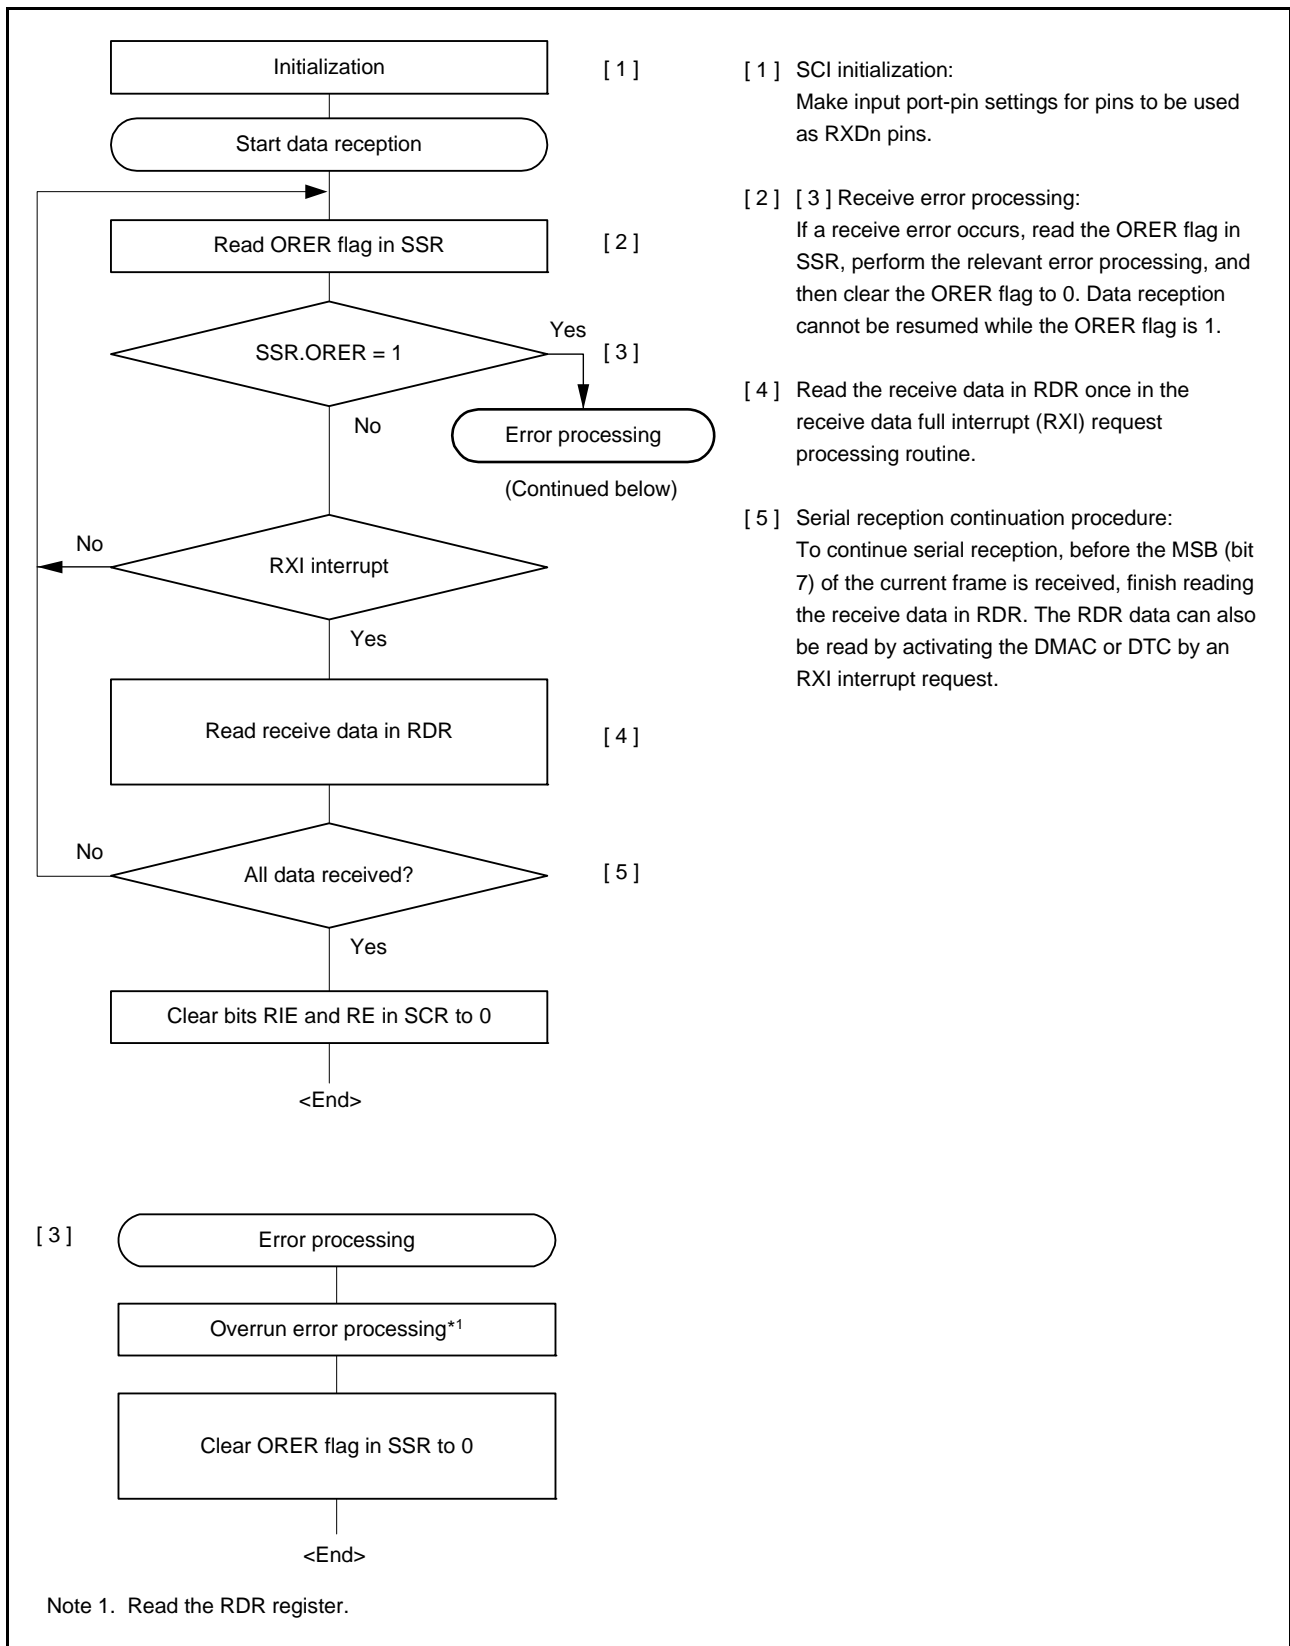 Initialization
[ 1 ]
Start data reception
Read ORER flag in SSR
[ 2 ]
SSR.ORER = 1
Yes
[ 3 ]
No
Error processing
(Continued below)
No
RXI interrupt
Yes
Read receive data in RDR
[ 4 ]
No
All data received?
[ 5 ]
Yes
Clear bits RIE and RE in SCR to 0
<End>
[ 1 ] SCI initialization:
Make input port-pin settings for pins to be used
as RXDn pins.
[ 2 ] [ 3 ] Receive error processing:
If a receive error occurs, read the ORER flag in
SSR, perform the relevant error processing, and
then clear the ORER flag to 0. Data reception
cannot be resumed while the ORER flag is 1.
[ 4 ] Read the receive data in RDR once in the
receive data full interrupt (RXI) request
processing routine.
[ 5 ] Serial reception continuation procedure:
To continue serial reception, before the MSB (bit
7) of the current frame is received, finish reading
the receive data in RDR. The RDR data can also
be read by activating the DMAC or DTC by an
RXI interrupt request.
[ 3 ]
Error processing
Overrun error processing*1
Clear ORER flag in SSR to 0
<End>
Note 1. Read the RDR register.